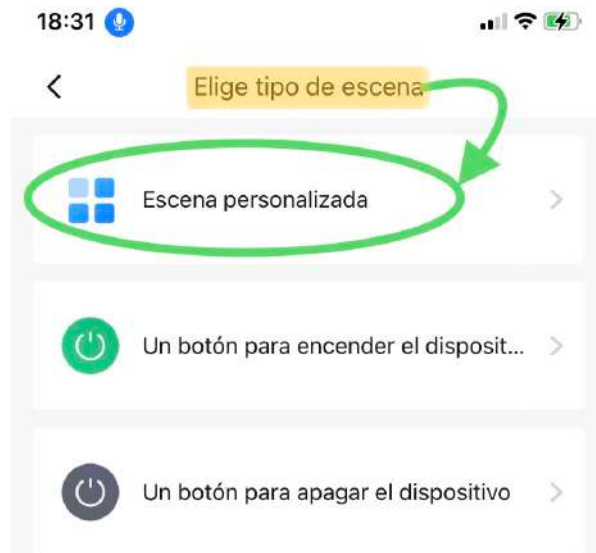 18:31
Elige tipo de escena
Escena personalizada
Un botón para encender el disposit...
Un botón para apagar el dispositivo